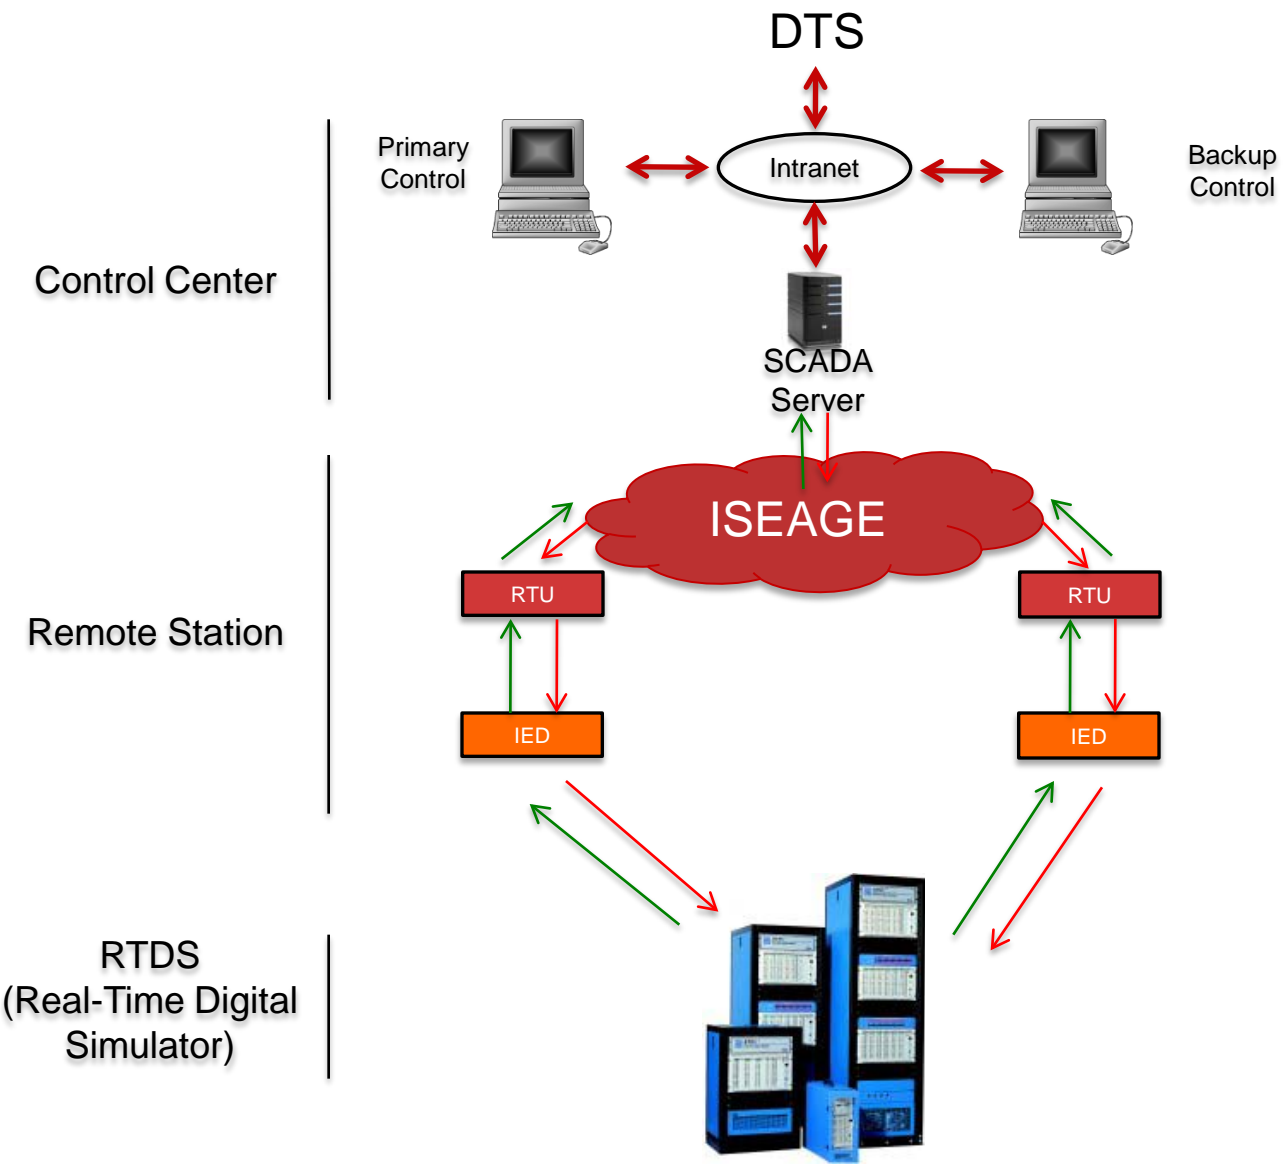 DTS
Primary
Control
Intranet
Backup
Control
Control Center
SCADA
Server
ISEAGE
RTU
RTU
Remote Station
IED
IED
RTDS
(Real-Time Digital
Simulator)